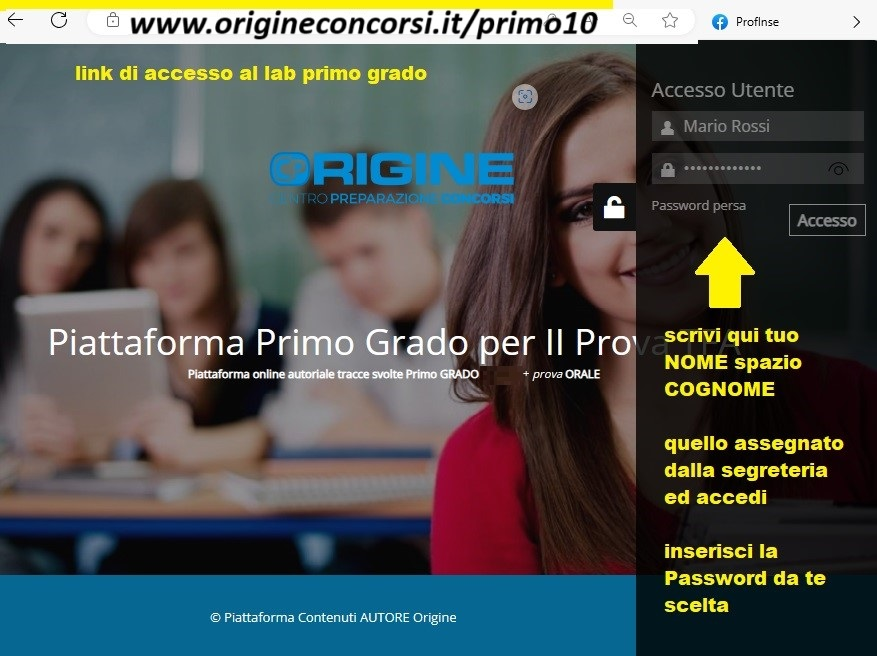 www.origineconcorsi.it/primo10
ProfInse
link di accesso al lab primo grado
Accesso Utente
Mario Rossi
ORIGINE
CENTRO PREPARAZIONE CONCORSI
Password persa
Accesso
Piattaforma Primo Grado per II Prova
Piattaforma online autoriale tracce svolte Primo GRADO + prova ORALE
scrivi qui tuo
NOME spazio
COGNOME
quello assegnato
dalla segreteria
ed accedi
inserisci la
Password da te
scelta
© Piattaforma Contenuti AUTORE Origine